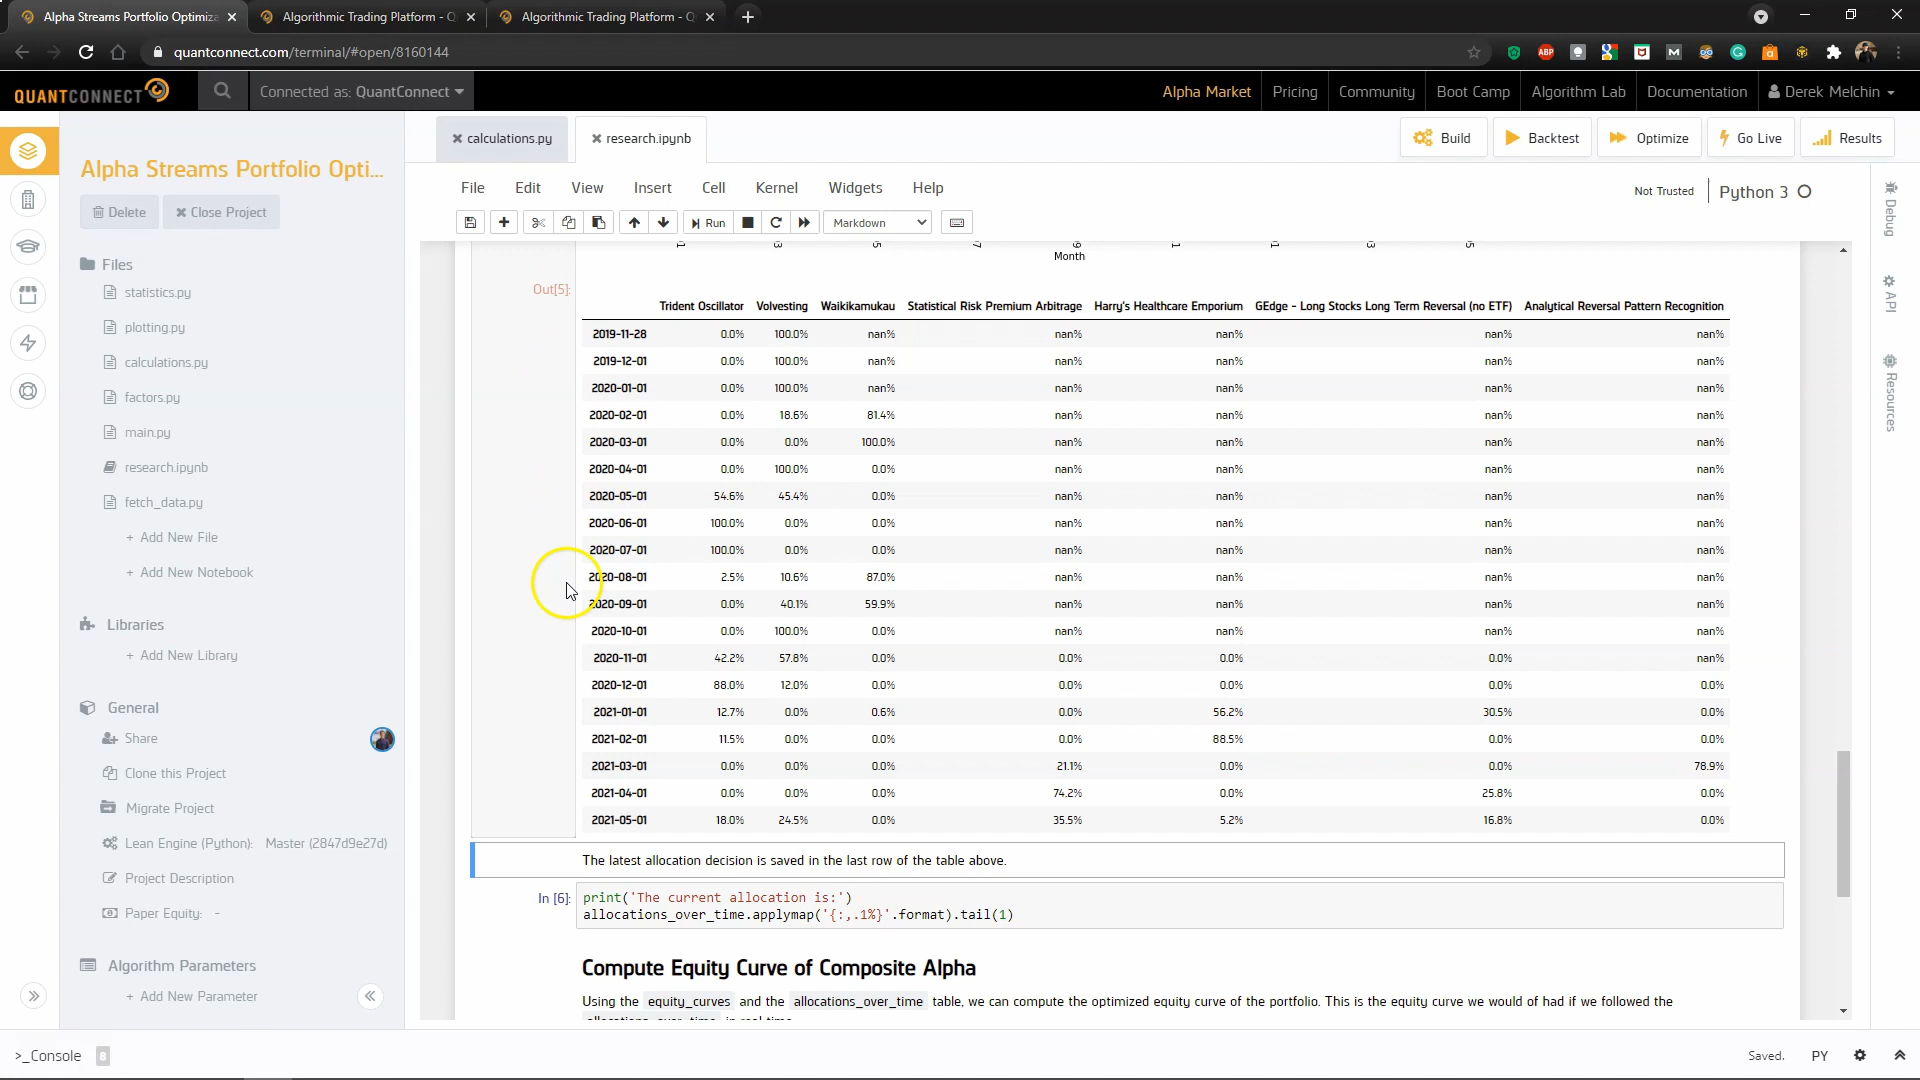 Alpha Streams Portfolio Optimiza
Algorithmic Trading Platform - Q
Algorithmic Trading Platform - Q
quantconnect.com/terminal/#open/8160144
ABP
QUANTCONNECT
Connected as: QuantConnect
Alpha Market
Pricing
Community
Boot Camp
Algorithm Lab
Documentation
Derek Melchin
Alpha Streams Portfolio Opti...
Delete
Close Project
Files
statistics.py
plotting.py
calculations.py
factors.py
main.py
research.ipynb
fetch_data.py
+ Add New File
+ Add New Notebook
Libraries
+ Add New Library
General
Share
Clone this Project
Migrate Project
Lean Engine (Python): Master (2847d9e27d)
Project Description
Paper Equity: -
Algorithm Parameters
+ Add New Parameter
calculations.py
research.ipynb
Build
Backtest
Optimize
Go Live
Results
File Edit View Insert Cell Kernel Widgets Help
Not Trusted
Python 3
Run
Markdown
Debug
API
Resources
Month
Out[5]:
Trident Oscillator Volvesting Waikikamukau Statistical Risk Premium Arbitrage Harry's Healthcare Emporium GEdge - Long Stocks Long Term Reversal (no ETF) Analytical Reversal Pattern Recognition
2019-11-28 0.0% 100.0% nan% nan% nan% nan% nan%
2019-12-01 0.0% 100.0% nan% nan% nan% nan% nan%
2020-01-01 0.0% 100.0% nan% nan% nan% nan% nan%
2020-02-01 0.0% 18.6% 81.4% nan% nan% nan% nan%
2020-03-01 0.0% 0.0% 100.0% nan% nan% nan% nan%
2020-04-01 0.0% 100.0% 0.0% nan% nan% nan% nan%
2020-05-01 54.6% 45.4% 0.0% nan% nan% nan% nan%
2020-06-01 100.0% 0.0% 0.0% nan% nan% nan% nan%
2020-07-01 100.0% 0.0% 0.0% nan% nan% nan% nan%
2020-08-01 2.5% 10.6% 87.0% nan% nan% nan% nan%
2020-09-01 0.0% 40.1% 59.9% nan% nan% nan% nan%
2020-10-01 0.0% 100.0% 0.0% nan% nan% nan% nan%
2020-11-01 42.2% 57.8% 0.0% 0.0% 0.0% 0.0% nan%
2020-12-01 88.0% 12.0% 0.0% 0.0% 0.0% 0.0% 0.0%
2021-01-01 12.7% 0.0% 0.6% 0.0% 56.2% 30.5% 0.0%
2021-02-01 11.5% 0.0% 0.0% 0.0% 88.5% 0.0% 0.0%
2021-03-01 0.0% 0.0% 0.0% 21.1% 0.0% 0.0% 78.9%
2021-04-01 0.0% 0.0% 0.0% 74.2% 0.0% 25.8% 0.0%
2021-05-01 18.0% 24.5% 0.0% 35.5% 5.2% 16.8% 0.0%
The latest allocation decision is saved in the last row of the table above.
In [6]:
print('The current allocation is:')
allocations_over_time.applymap('{:,.1%}'.format).tail(1)
Compute Equity Curve of Composite Alpha
Using the equity_curves and the allocations_over_time table, we can compute the optimized equity curve of the portfolio. This is the equity curve we would of had if we followed the
>_Console 8
Saved.
PY